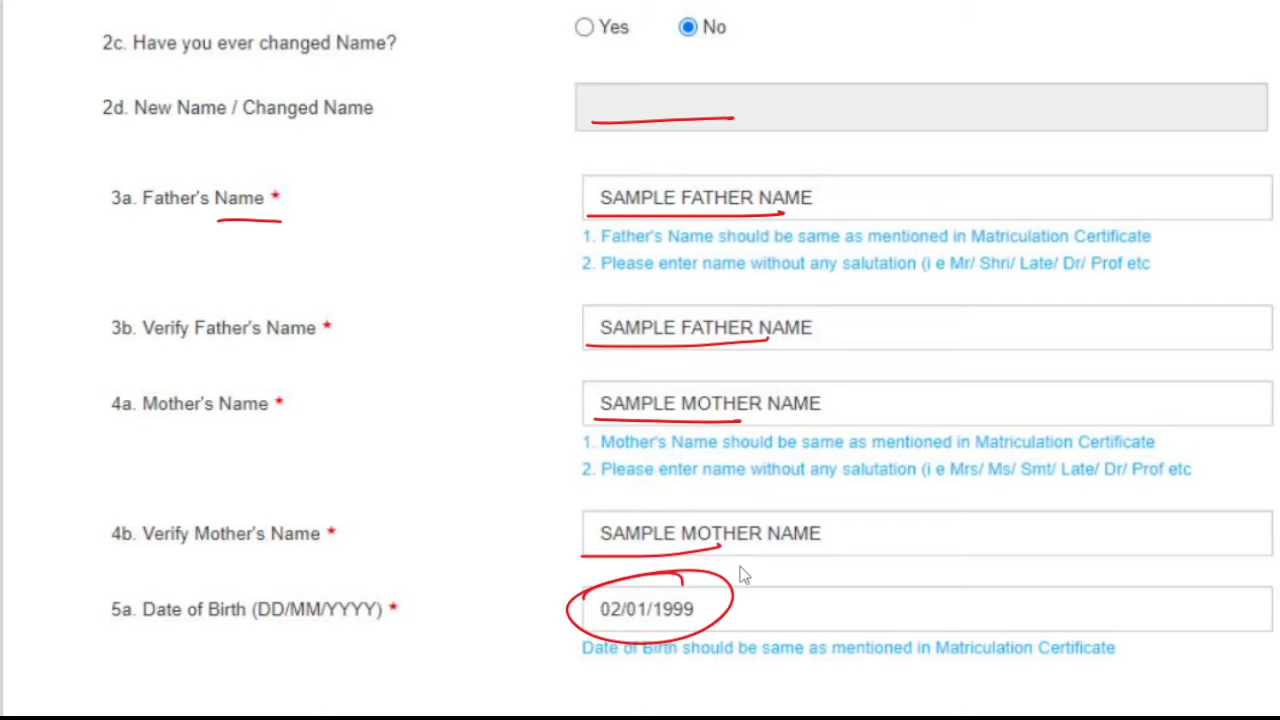 2c. Have you ever changed Name? Yes No
2d. New Name / Changed Name
3a. Father's Name * SAMPLE FATHER NAME
1. Father's Name should be same as mentioned in Matriculation Certificate
2. Please enter name without any salutation (i e Mr/ Shri/ Late/ Dr/ Prof etc
3b. Verify Father's Name * SAMPLE FATHER NAME
4a. Mother's Name * SAMPLE MOTHER NAME
1. Mother's Name should be same as mentioned in Matriculation Certificate
2. Please enter name without any salutation (i e Mrs/ Ms/ Smt/ Late/ Dr/ Prof etc
4b. Verify Mother's Name * SAMPLE MOTHER NAME
5a. Date of Birth (DD/MM/YYYY) * 02/01/1999
Date of Birth should be same as mentioned in Matriculation Certificate